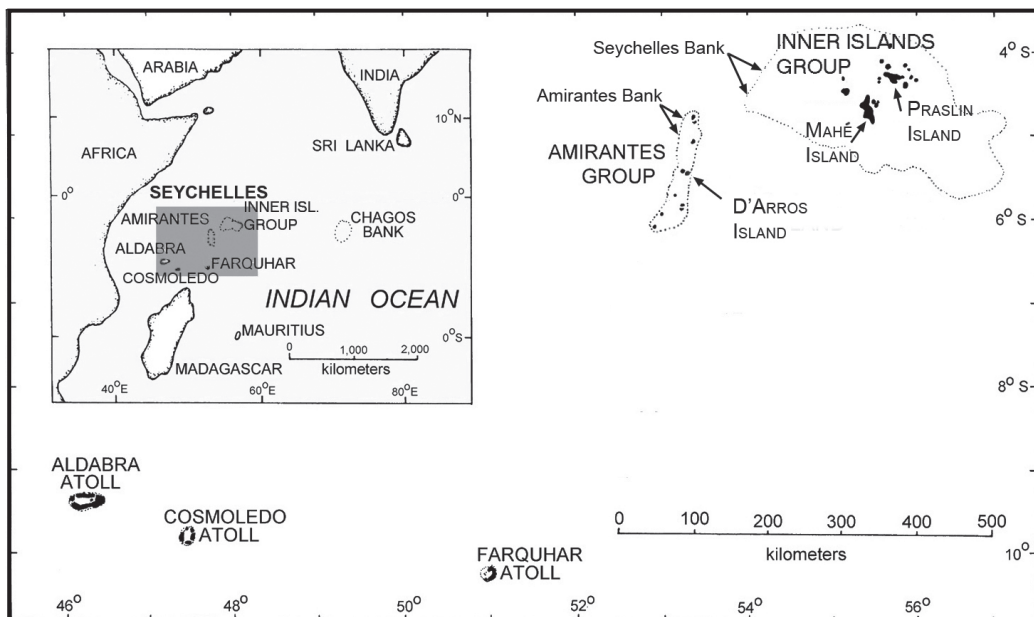 ARABIA
INDIA
10°N
SRI LANKA
AFRICA
0°
0°
SEYCHELLES
AMIRANTES
INNER ISL.
GROUP
CHAGOS
BANK
ALDABRA
COSMOLEDO
FARQUHAR
INDIAN OCEAN
MAURITIUS
0°S
0 1,000 2,000
kilometers
MADAGASCAR
40°E
60°E
80°E
Seychelles Bank
INNER ISLANDS
GROUP
4° S
Amirantes Bank
PRASLIN
ISLAND
MAHÉ
ISLAND
AMIRANTES
GROUP
D'ARROS
ISLAND
6° S
8° S
ALDABRA
ATOLL
COSMOLEDO
ATOLL
FARQUHAR
ATOLL
0 100 200 300 400 500
kilometers
10°
46° 48° 50 52° 54° 56°